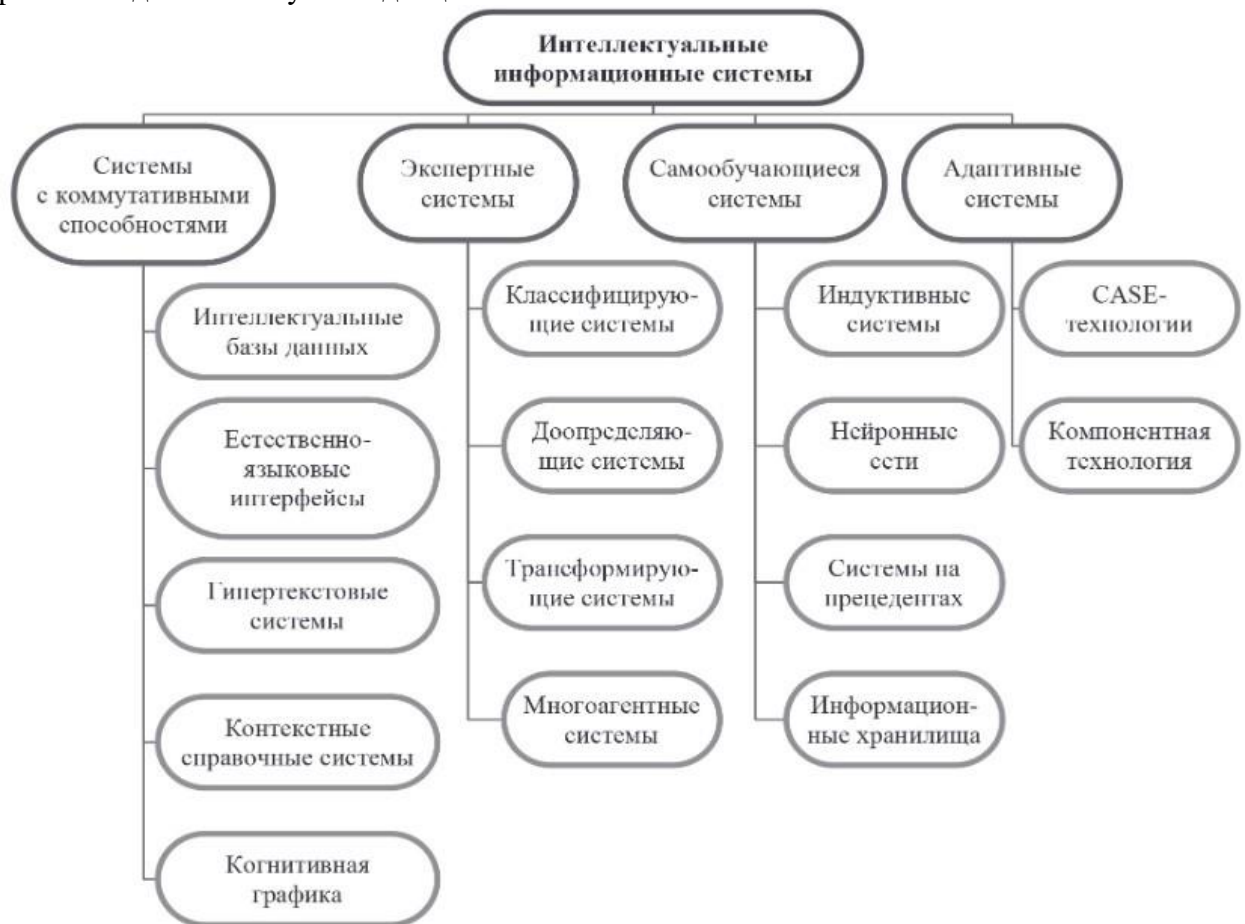 Интеллектуальные
информационные системы
Системы
с коммутативными
способностями
Экспертные
системы
Самообучающиеся
системы
Адаптивные
системы
Интеллектуальные
базы данных
Естественно-
языковые
интерфейсы
Гипертекстовые
системы
Контекстные
справочные системы
Когнитивная
графика
Классифицирую-
щие системы
Доопределяю-
щие системы
Трансформирую-
щие системы
Многоагентные
системы
Индуктивные
системы
Нейронные
сети
Системы на
прецедентах
Информацион-
ные хранилища
CASE-
технологии
Компонентная
технология